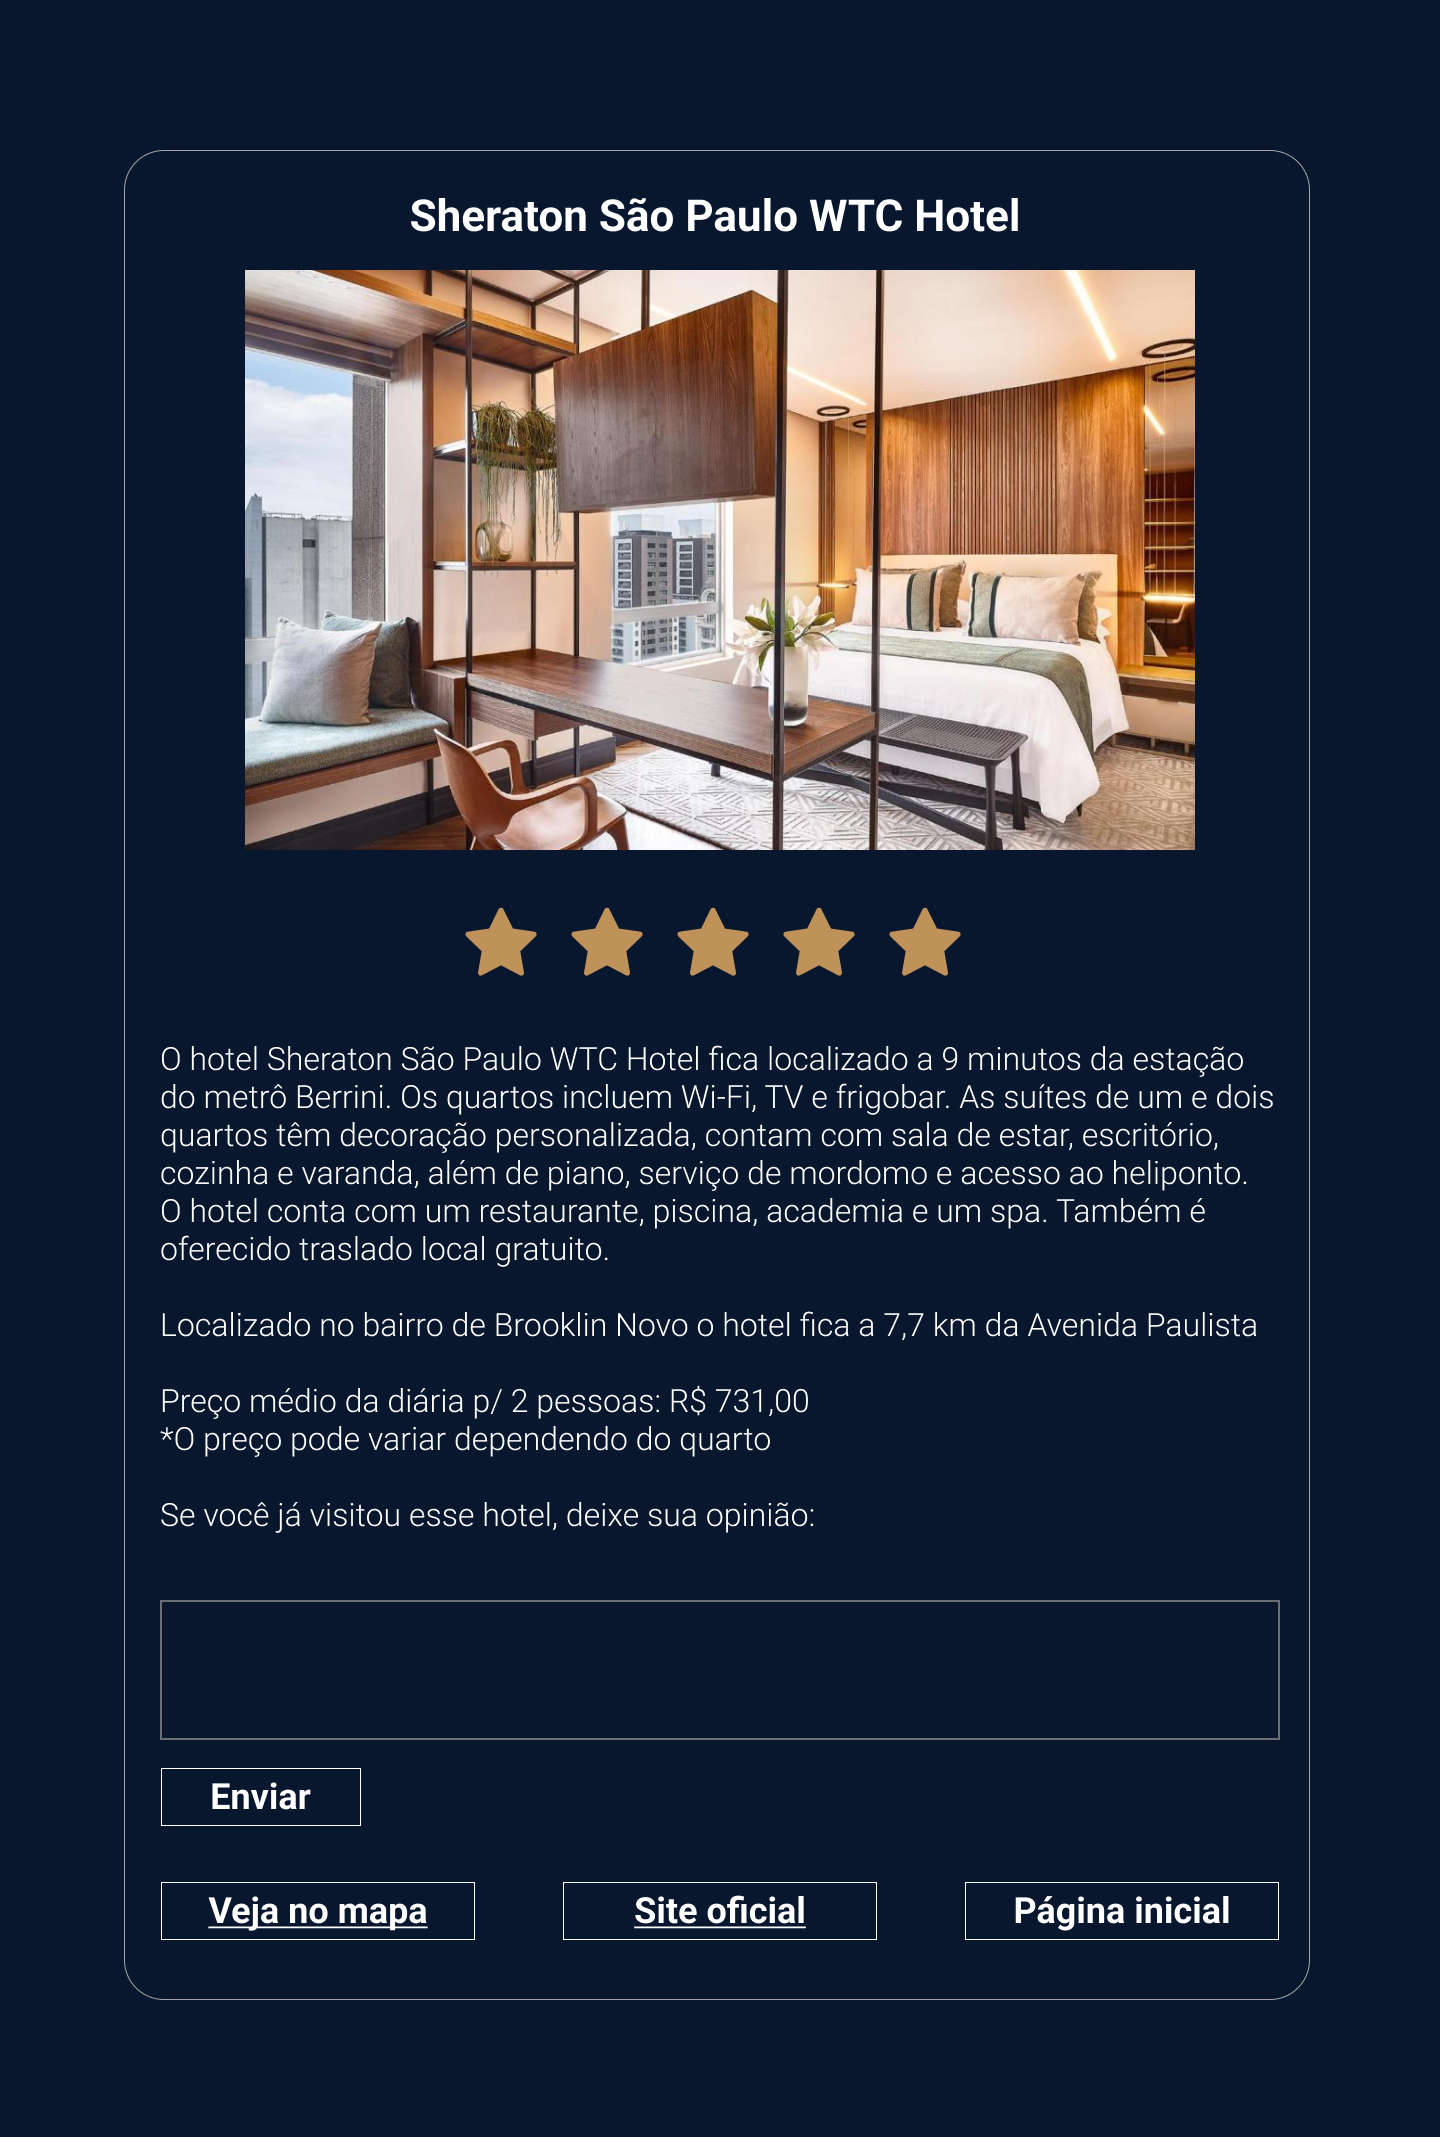 Sheraton São Paulo WTC Hotel
O hotel Sheraton São Paulo WTC Hotel fica localizado a 9 minutos da estação
do metrô Berrini. Os quartos incluem Wi-Fi, TV e frigobar. As suítes de um e dois
quartos têm decoração personalizada, contam com sala de estar, escritório,
cozinha e varanda, além de piano, serviço de mordomo e acesso ao heliponto.
O hotel conta com um restaurante, piscina, academia e um spa. Também é
oferecido traslado local gratuito.
Localizado no bairro de Brooklin Novo o hotel fica a 7,7 km da Avenida Paulista
Preço médio da diária p/ 2 pessoas: R$ 731,00
*O preço pode variar dependendo do quarto
Se você já visitou esse hotel, deixe sua opinião:
Enviar
Veja no mapa
Site oficial
Página inicial